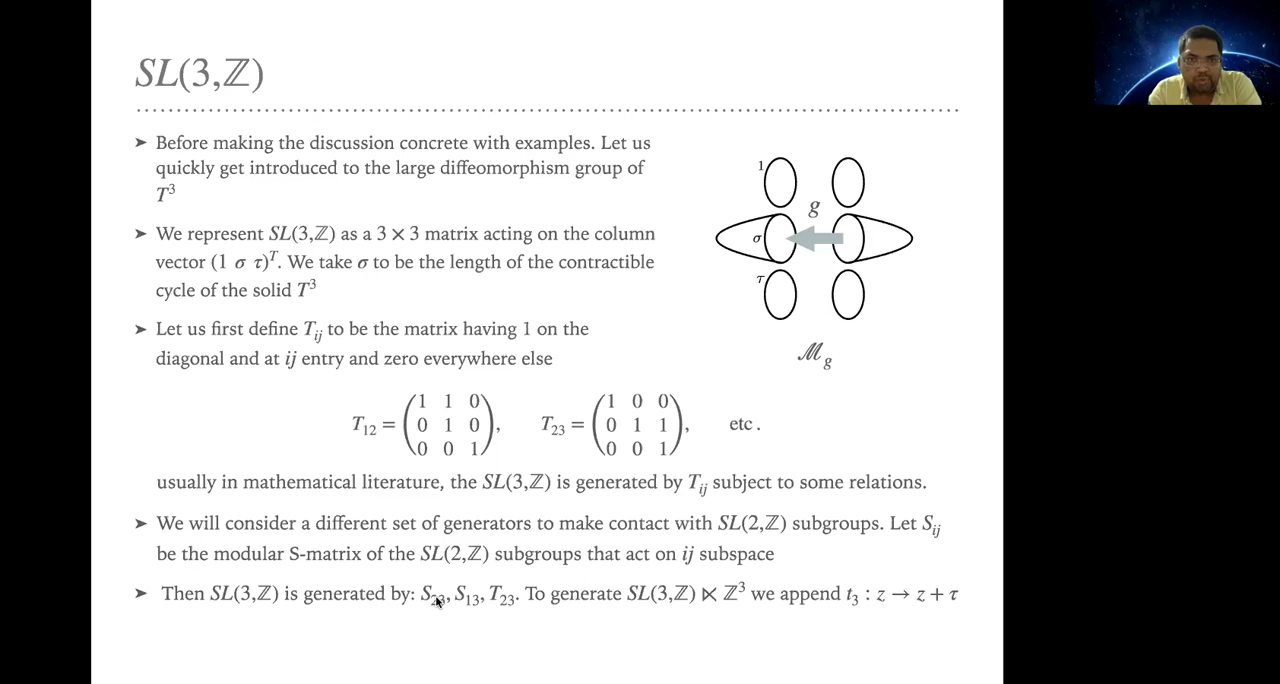 SL(3,ℤ)
➤ Before making the discussion concrete with examples. Let us
quickly get introduced to the large diffeomorphism group of
T³
➤ We represent SL(3,ℤ) as a 3 × 3 matrix acting on the column
vector (1 σ τ)ᵀ. We take σ to be the length of the contractible
cycle of the solid T³
➤ Let us first define Tᵢⱼ to be the matrix having 1 on the
diagonal and at ij entry and zero everywhere else
1
g
σ
τ
ℳg
T₁₂ = (1 1 0
0 1 0
0 0 1), T₂₃ = (1 0 0
0 1 1
0 0 1), etc .
usually in mathematical literature, the SL(3,ℤ) is generated by Tᵢⱼ subject to some relations.
➤ We will consider a different set of generators to make contact with SL(2,ℤ) subgroups. Let Sᵢⱼ
be the modular S-matrix of the SL(2,ℤ) subgroups that act on ij subspace
➤ Then SL(3,ℤ) is generated by: S₂₃, S₁₃, T₂₃. To generate SL(3,ℤ) ⋉ ℤ³ we append t₃ : z → z + τ